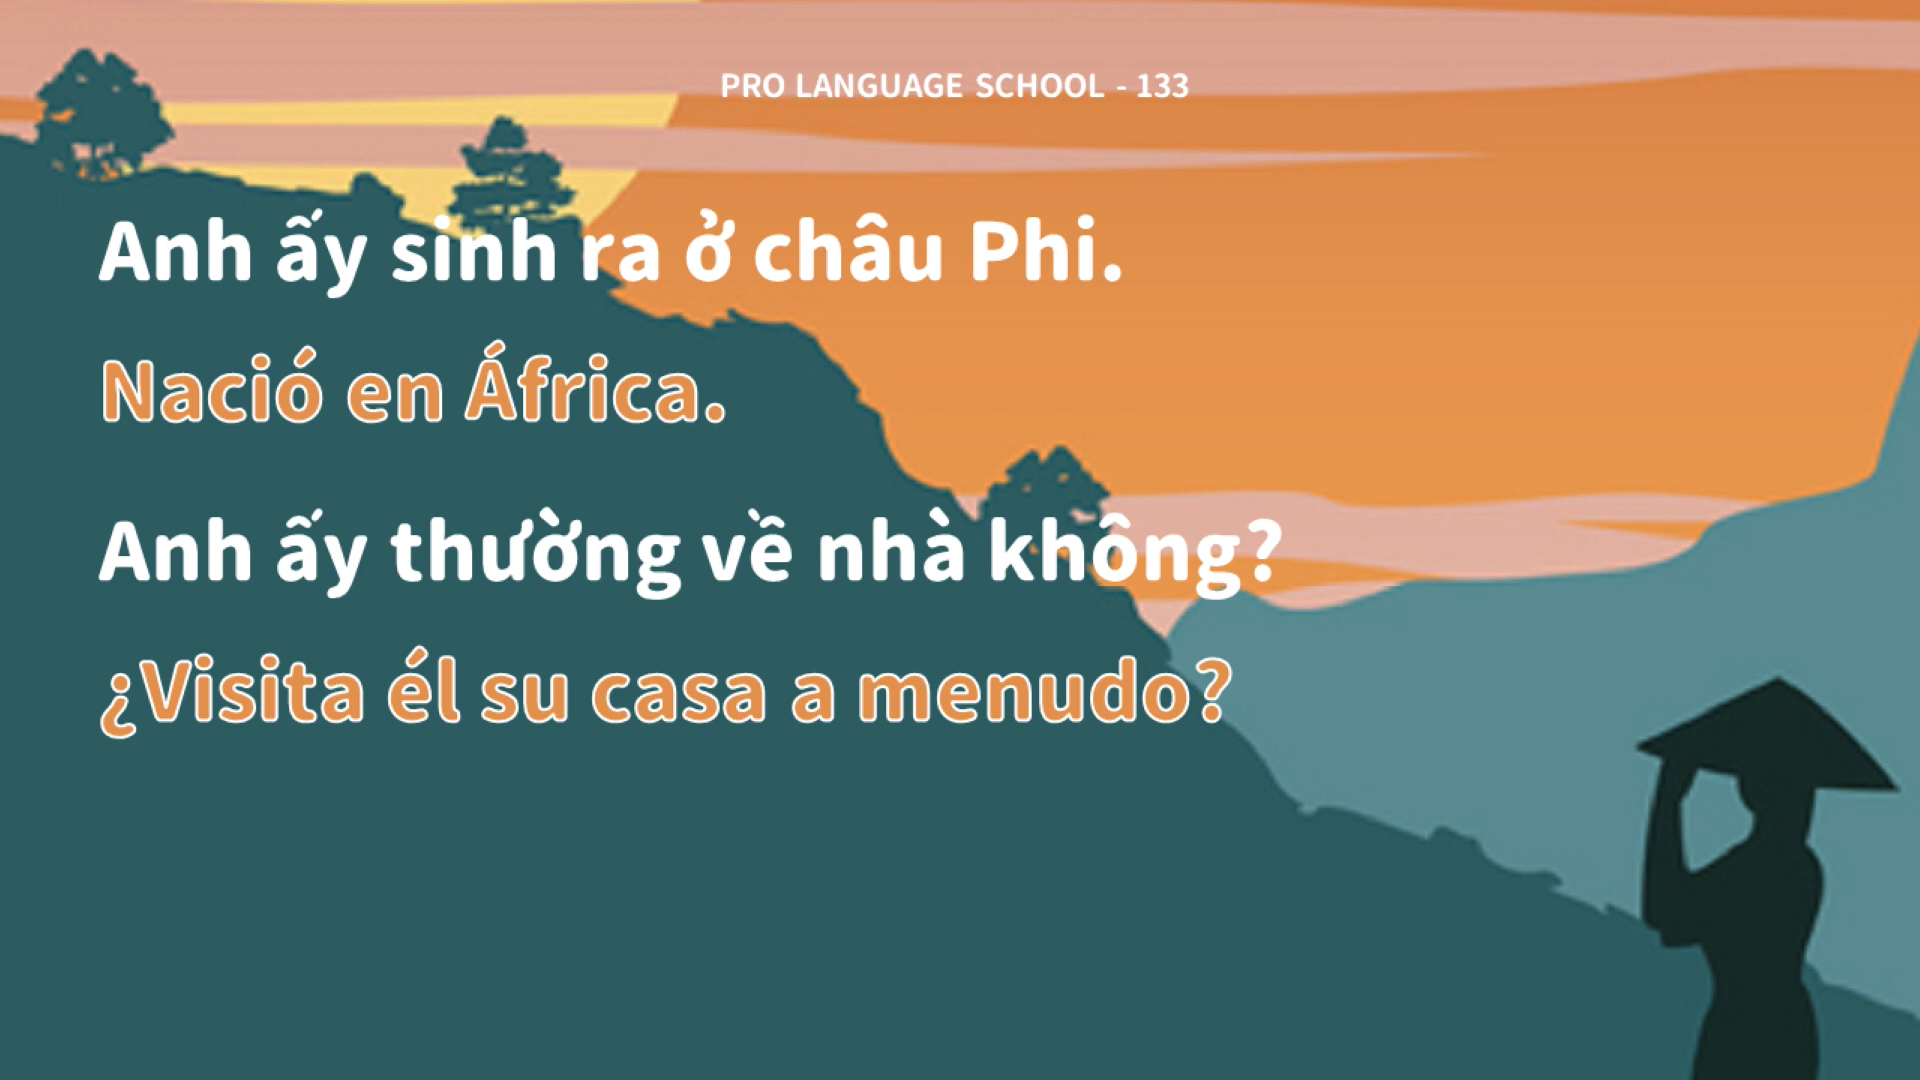 PRO LANGUAGE SCHOOL - 133
Anh ấy sinh ra ở châu Phi.
Nació en África.
Anh ấy thường về nhà không?
¿Visita él su casa a menudo?